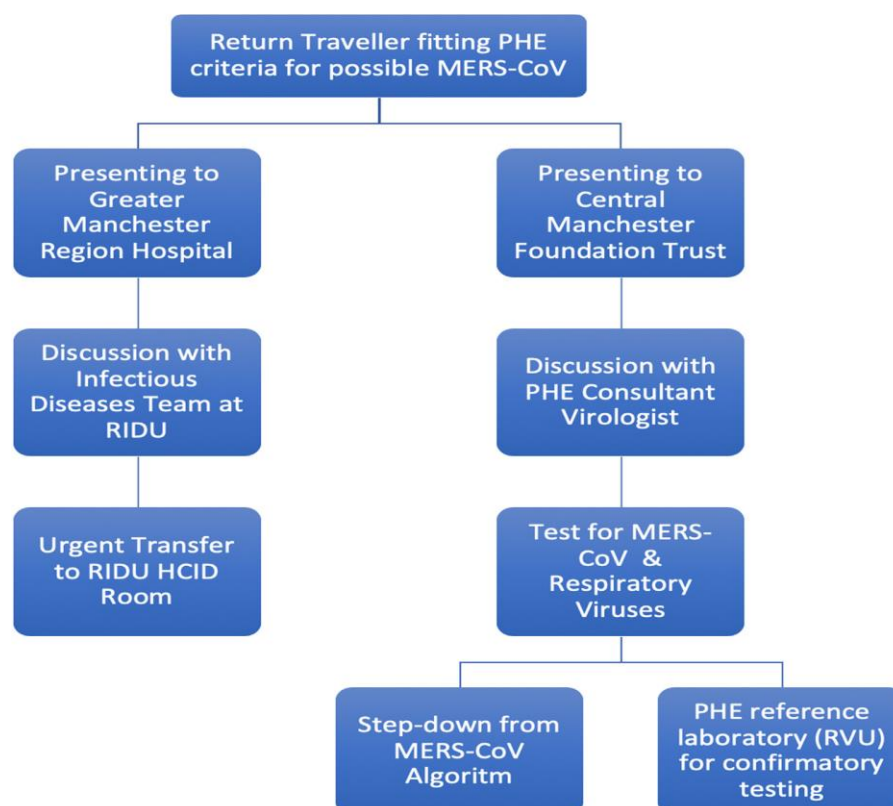 Return Traveller fitting PHE
criteria for possible MERS-CoV
Presenting to
Greater
Manchester
Region Hospital
Discussion with
Infectious
Diseases Team at
RIDU
Urgent Transfer
to RIDU HCID
Room
Presenting to
Central
Manchester
Foundation Trust
Discussion with
PHE Consultant
Virologist
Test for MERS-
CoV &
Respiratory
Viruses
Step-down from
MERS-CoV
Algoritm
PHE reference
laboratory (RVU)
for confirmatory
testing